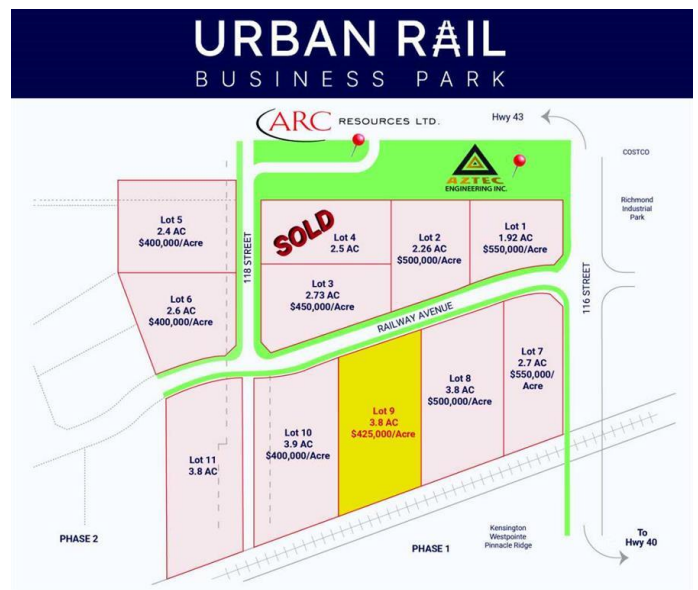 URBAN RAIL
BUSINESS PARK
ARC RESOURCES LTD.
Hwy 43
COSTCO
AZTEC
ENGINEERING INC.
Richmond
Industrial
Park
Lot 5
2.4 AC
$400,000/Acre
118 STREET
SOLD
Lot 4
2.5 AC
Lot 2
2.26 AC
$500,000/Acre
Lot 1
1.92 AC
$550,000/Acre
Lot 6
2.6 AC
$400,000/Acre
Lot 3
2.73 AC
$450,000/Acre
116 STREET
RAILWAY AVENUE
Lot 7
2.7 AC
$550,000/
Acre
Lot 8
3.8 AC
$500,000/Acre
Lot 9
3.8 AC
$425,000/Acre
Lot 10
3.9 AC
$400,000/Acre
Lot 11
3.8 AC
PHASE 2
PHASE 1
Kensington
Westpointe
Pinnacle Ridge
To
Hwy 40